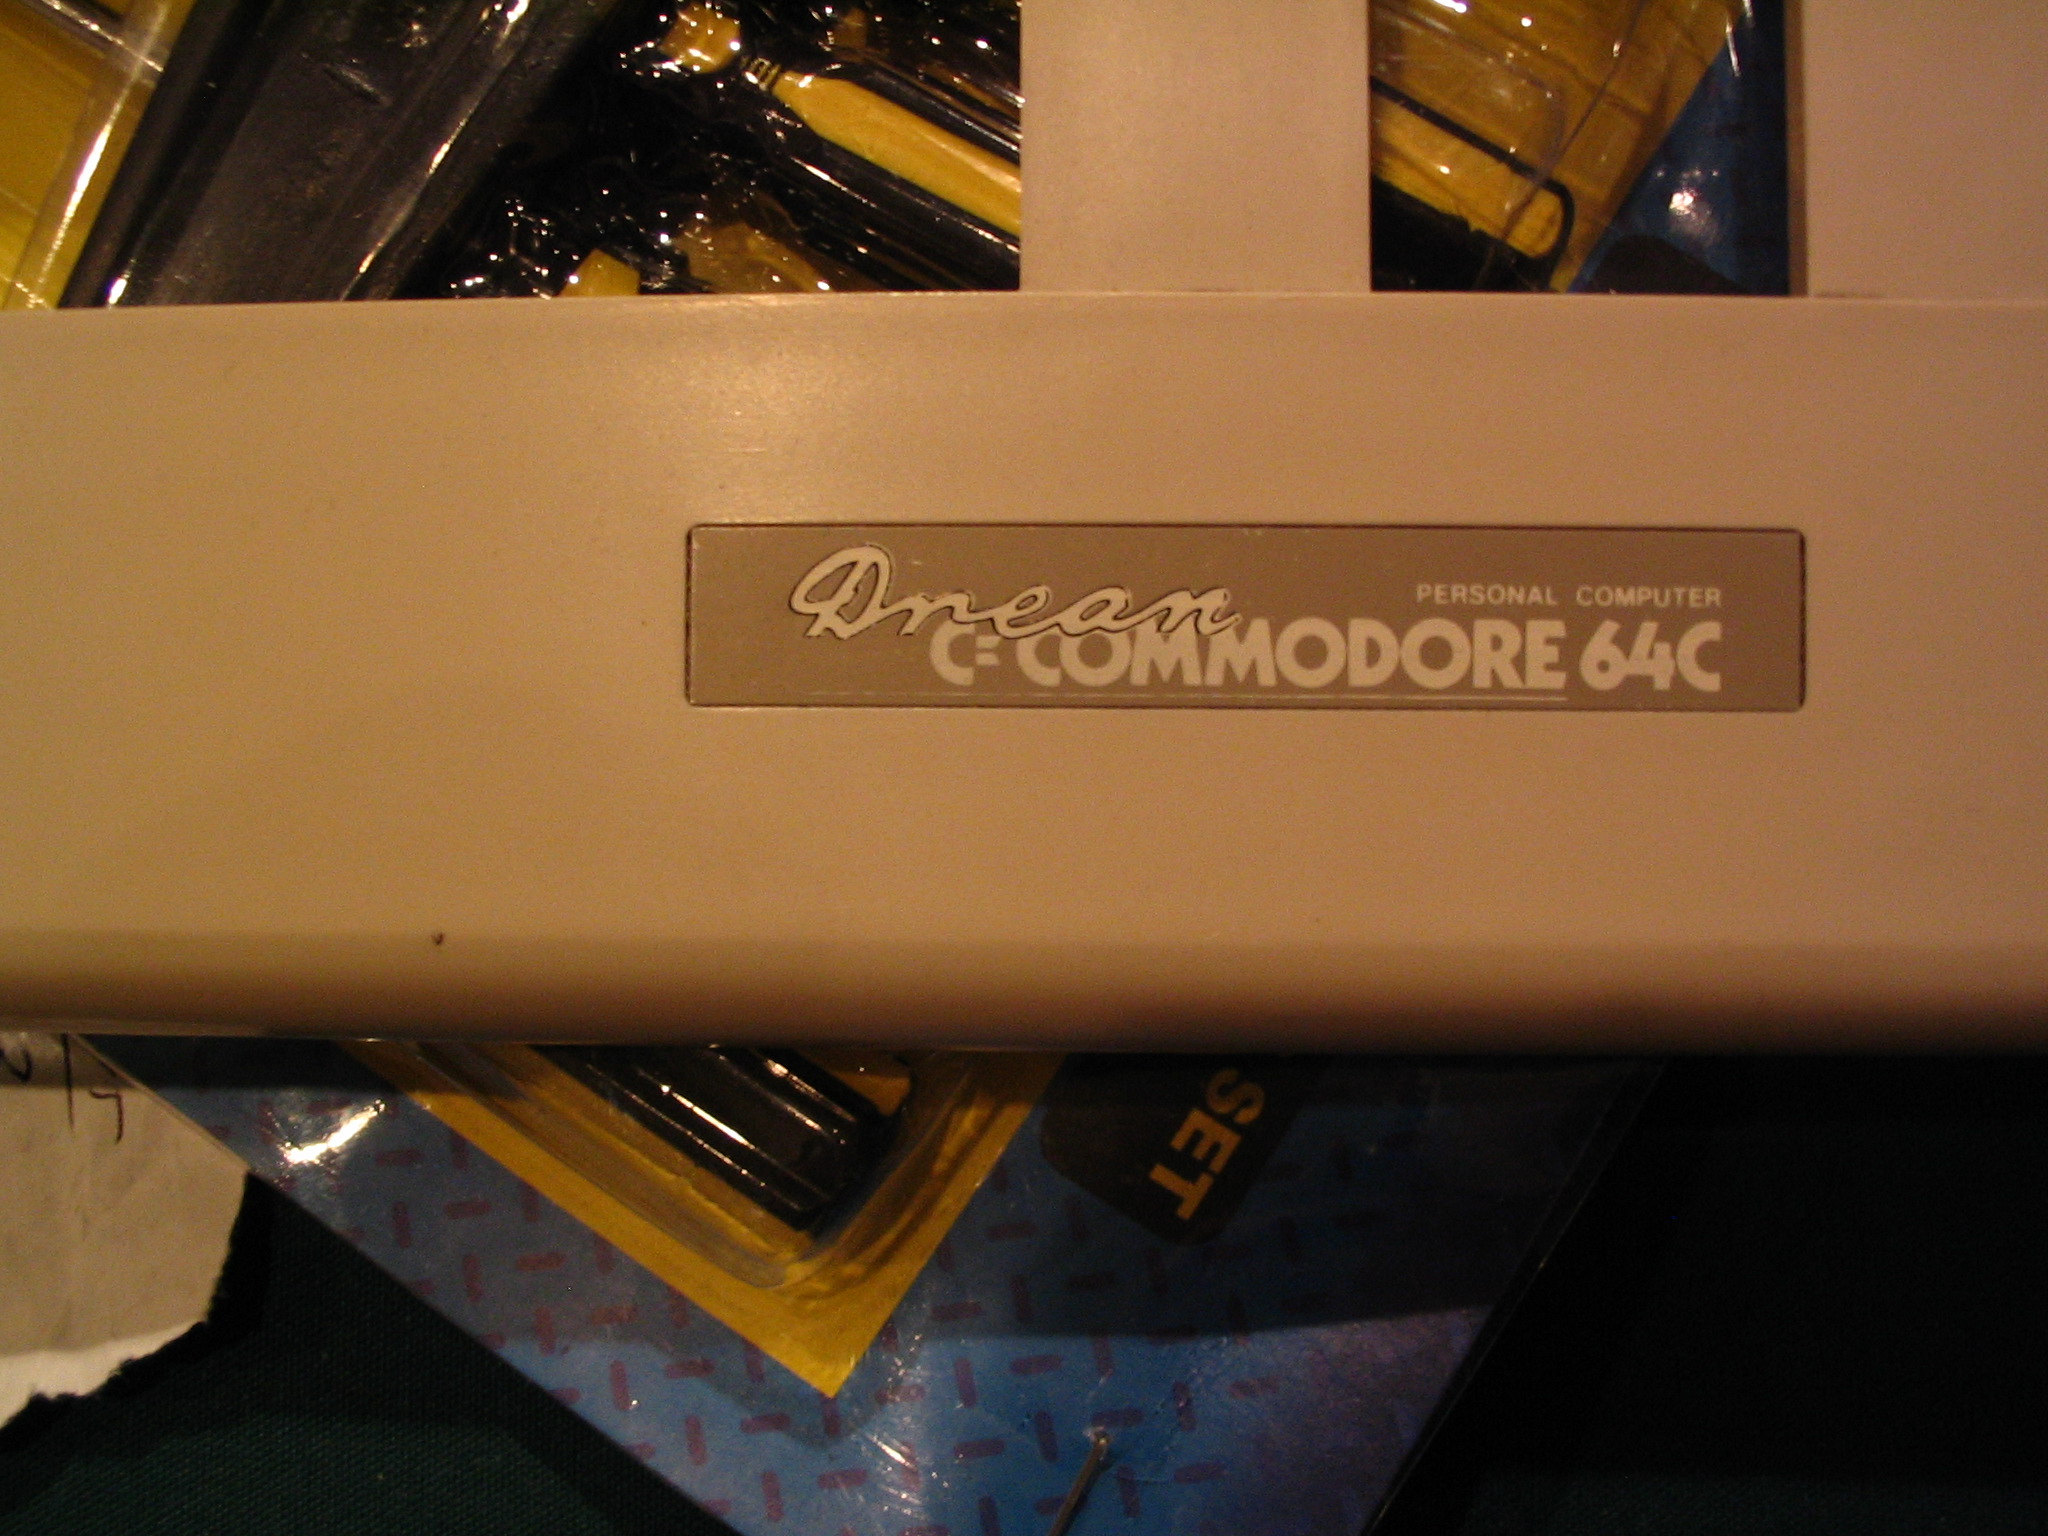 Drean
PERSONAL COMPUTER
C= COMMODORE 64C
SET